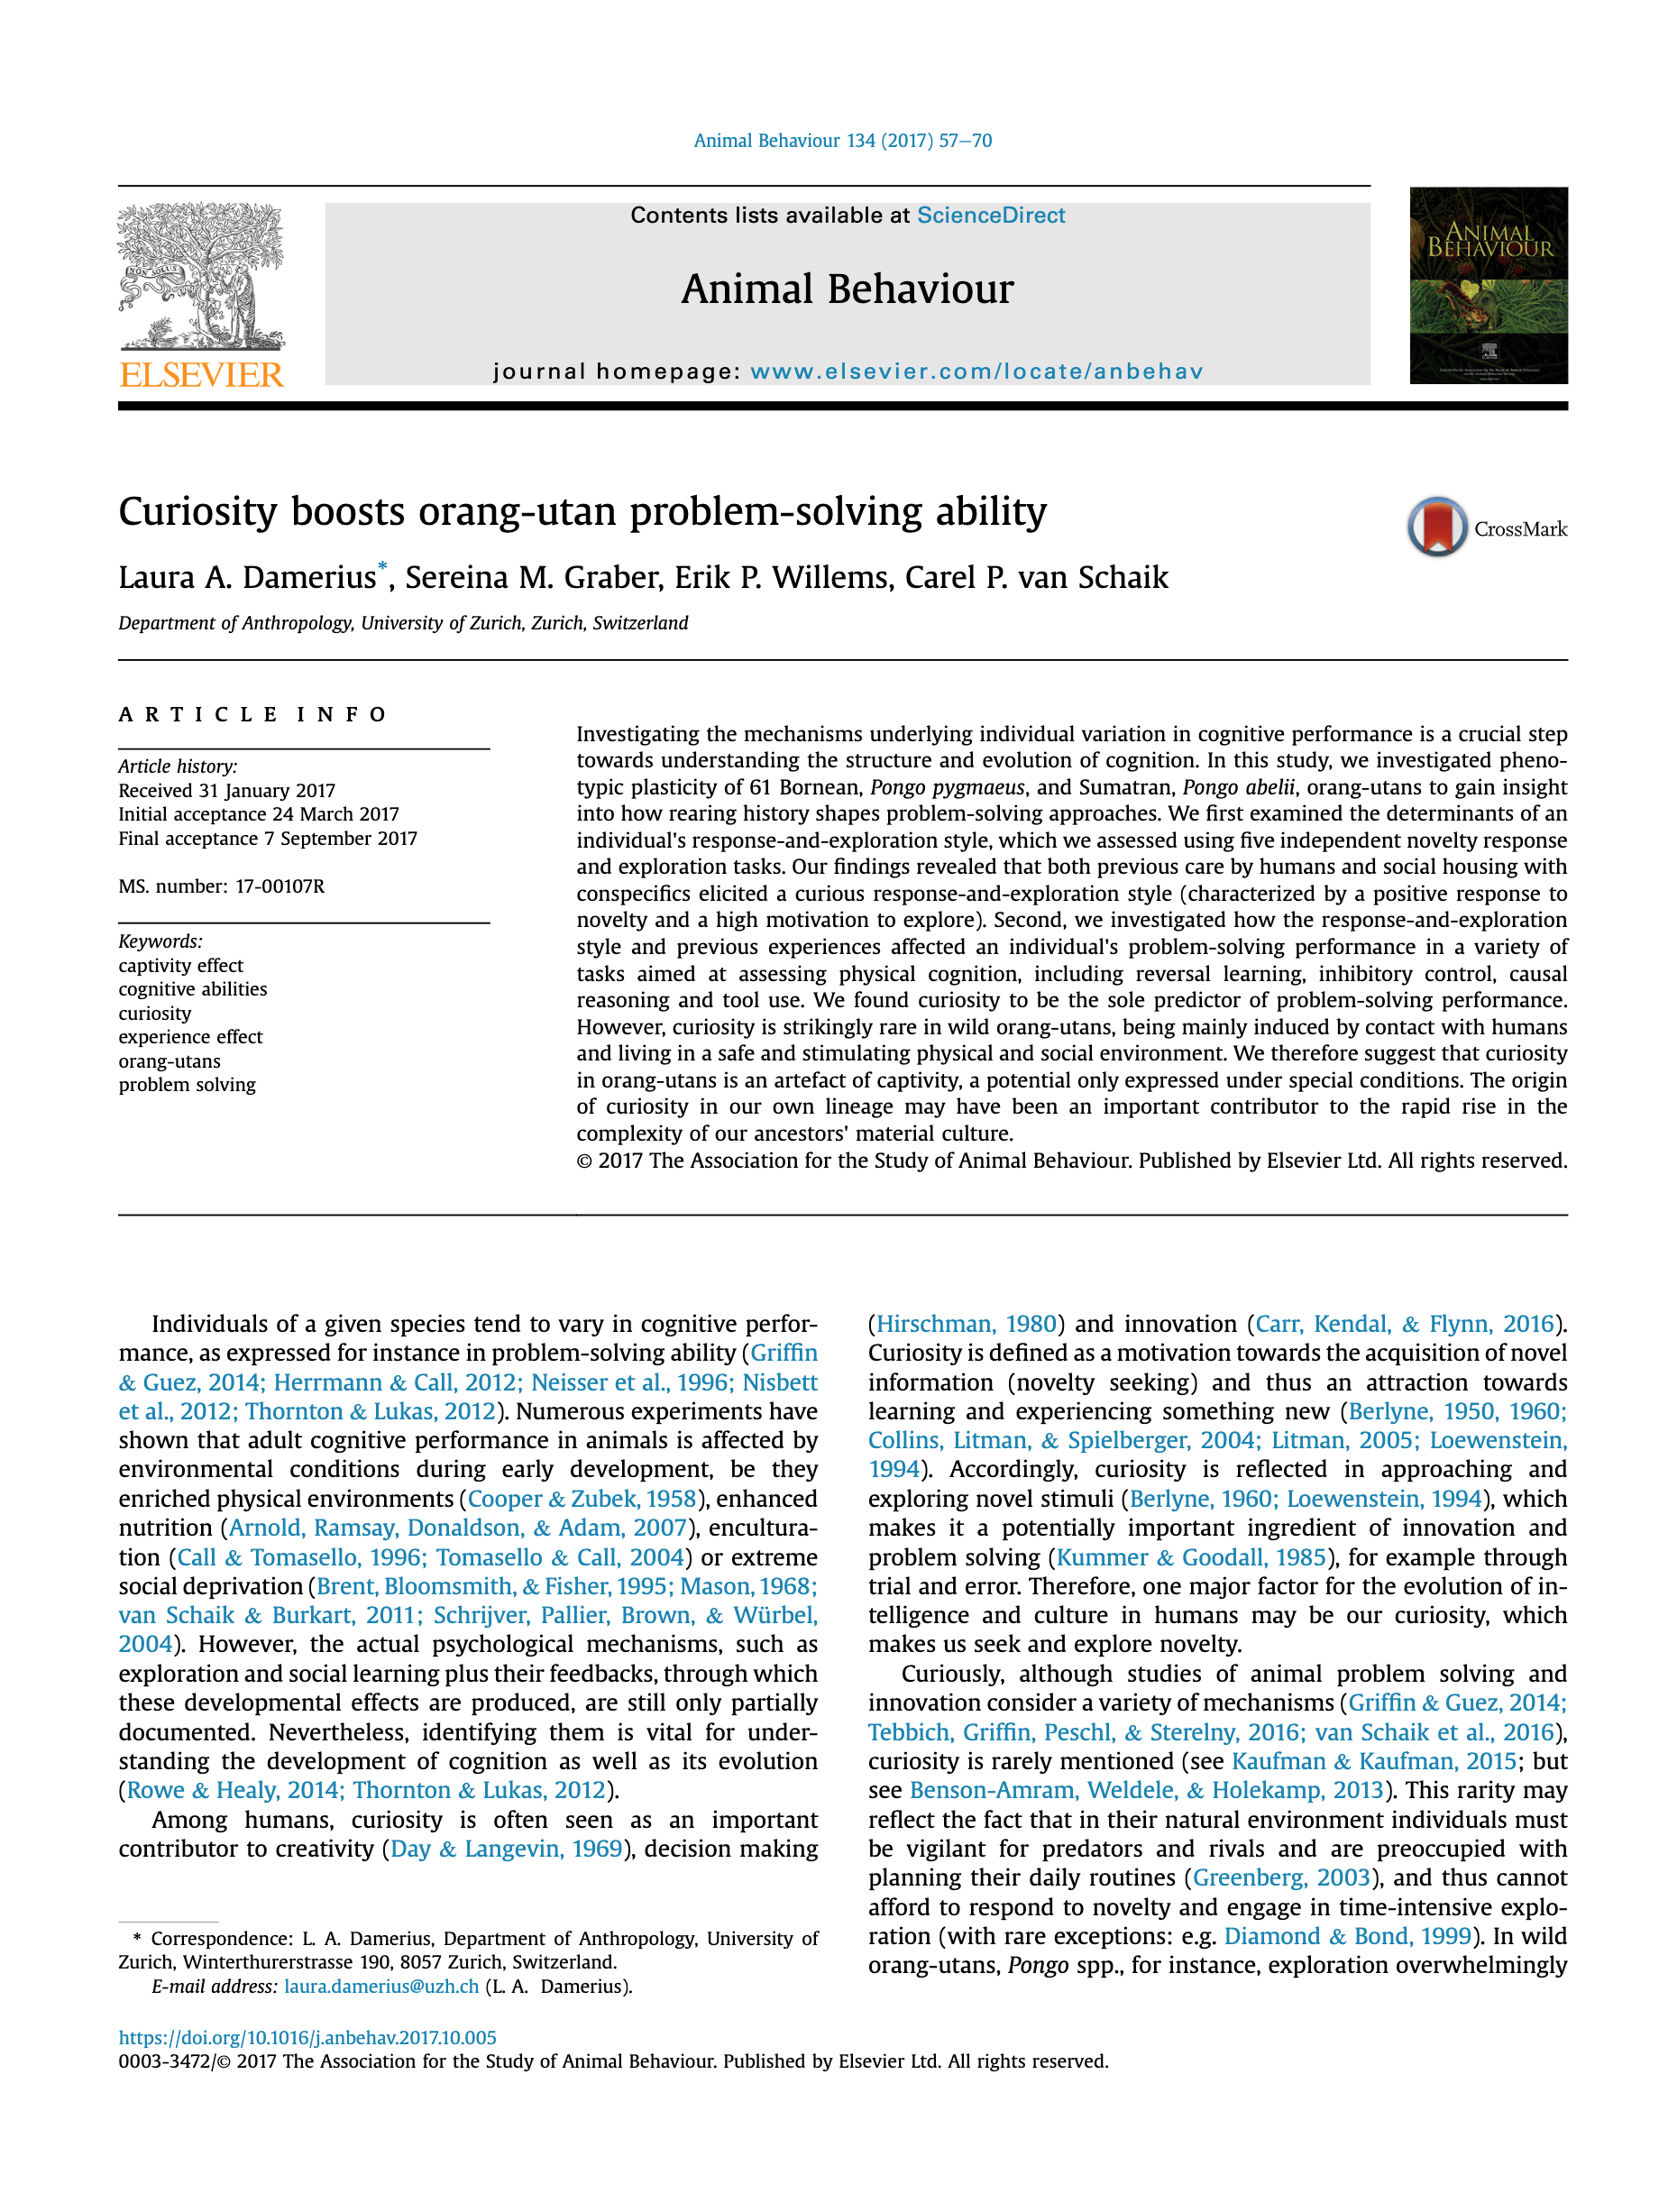 Animal Behaviour 134 (2017) 57–70
Contents lists available at ScienceDirect
Animal Behaviour
journal homepage: www.elsevier.com/locate/anbehav
NON SOLUS
ELSEVIER
ANIMAL
BEHAVIOUR
Curiosity boosts orang-utan problem-solving ability
CrossMark
Laura A. Damerius*, Sereina M. Graber, Erik P. Willems, Carel P. van Schaik
Department of Anthropology, University of Zurich, Zurich, Switzerland
ARTICLE INFO
Article history:
Received 31 January 2017
Initial acceptance 24 March 2017
Final acceptance 7 September 2017
MS. number: 17-00107R
Keywords:
captivity effect
cognitive abilities
curiosity
experience effect
orang-utans
problem solving
Investigating the mechanisms underlying individual variation in cognitive performance is a crucial step
towards understanding the structure and evolution of cognition. In this study, we investigated pheno-
typic plasticity of 61 Bornean, Pongo pygmaeus, and Sumatran, Pongo abelii, orang-utans to gain insight
into how rearing history shapes problem-solving approaches. We first examined the determinants of an
individual's response-and-exploration style, which we assessed using five independent novelty response
and exploration tasks. Our findings revealed that both previous care by humans and social housing with
conspecifics elicited a curious response-and-exploration style (characterized by a positive response to
novelty and a high motivation to explore). Second, we investigated how the response-and-exploration
style and previous experiences affected an individual's problem-solving performance in a variety of
tasks aimed at assessing physical cognition, including reversal learning, inhibitory control, causal
reasoning and tool use. We found curiosity to be the sole predictor of problem-solving performance.
However, curiosity is strikingly rare in wild orang-utans, being mainly induced by contact with humans
and living in a safe and stimulating physical and social environment. We therefore suggest that curiosity
in orang-utans is an artefact of captivity, a potential only expressed under special conditions. The origin
of curiosity in our own lineage may have been an important contributor to the rapid rise in the
complexity of our ancestors' material culture.
© 2017 The Association for the Study of Animal Behaviour. Published by Elsevier Ltd. All rights reserved.
Individuals of a given species tend to vary in cognitive perfor-
mance, as expressed for instance in problem-solving ability (Griffin
& Guez, 2014; Herrmann & Call, 2012; Neisser et al., 1996; Nisbett
et al., 2012; Thornton & Lukas, 2012). Numerous experiments have
shown that adult cognitive performance in animals is affected by
environmental conditions during early development, be they
enriched physical environments (Cooper & Zubek, 1958), enhanced
nutrition (Arnold, Ramsay, Donaldson, & Adam, 2007), encultura-
tion (Call & Tomasello, 1996; Tomasello & Call, 2004) or extreme
social deprivation (Brent, Bloomsmith, & Fisher, 1995; Mason, 1968;
van Schaik & Burkart, 2011; Schrijver, Pallier, Brown, & Würbel,
2004). However, the actual psychological mechanisms, such as
exploration and social learning plus their feedbacks, through which
these developmental effects are produced, are still only partially
documented. Nevertheless, identifying them is vital for under-
standing the development of cognition as well as its evolution
(Rowe & Healy, 2014; Thornton & Lukas, 2012).
Among humans, curiosity is often seen as an important
contributor to creativity (Day & Langevin, 1969), decision making
* Correspondence: L. A. Damerius, Department of Anthropology, University of
Zurich, Winterthurerstrasse 190, 8057 Zurich, Switzerland.
E-mail address: laura.damerius@uzh.ch (L. A. Damerius).
(Hirschman, 1980) and innovation (Carr, Kendal, & Flynn, 2016).
Curiosity is defined as a motivation towards the acquisition of novel
information (novelty seeking) and thus an attraction towards
learning and experiencing something new (Berlyne, 1950, 1960;
Collins, Litman, & Spielberger, 2004; Litman, 2005; Loewenstein,
1994). Accordingly, curiosity is reflected in approaching and
exploring novel stimuli (Berlyne, 1960; Loewenstein, 1994), which
makes it a potentially important ingredient of innovation and
problem solving (Kummer & Goodall, 1985), for example through
trial and error. Therefore, one major factor for the evolution of in-
telligence and culture in humans may be our curiosity, which
makes us seek and explore novelty.
Curiously, although studies of animal problem solving and
innovation consider a variety of mechanisms (Griffin & Guez, 2014;
Tebbich, Griffin, Peschl, & Sterelny, 2016; van Schaik et al., 2016),
curiosity is rarely mentioned (see Kaufman & Kaufman, 2015; but
see Benson-Amram, Weldele, & Holekamp, 2013). This rarity may
reflect the fact that in their natural environment individuals must
be vigilant for predators and rivals and are preoccupied with
planning their daily routines (Greenberg, 2003), and thus cannot
afford to respond to novelty and engage in time-intensive explo-
ration (with rare exceptions: e.g. Diamond & Bond, 1999). In wild
orang-utans, Pongo spp., for instance, exploration overwhelmingly
https://doi.org/10.1016/j.anbehav.2017.10.005
0003-3472/© 2017 The Association for the Study of Animal Behaviour. Published by Elsevier Ltd. All rights reserved.